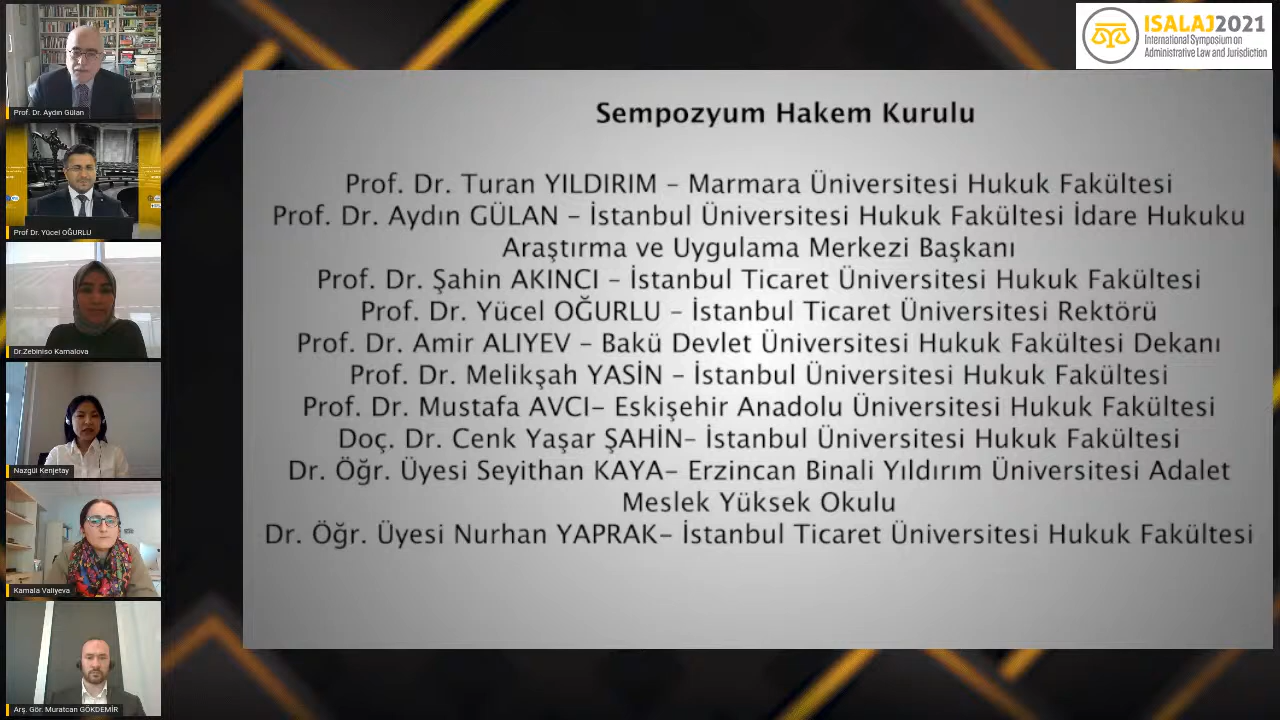 ISALAJ2021
International Symposium on
Administrative Law and Jurisdiction
Sempozyum Hakem Kurulu
Prof. Dr. Turan YILDIRIM – Marmara Üniversitesi Hukuk Fakültesi
Prof. Dr. Aydın GÜLAN – İstanbul Üniversitesi Hukuk Fakültesi İdare Hukuku
Araştırma ve Uygulama Merkezi Başkanı
Prof. Dr. Şahin AKINCI – İstanbul Ticaret Üniversitesi Hukuk Fakültesi
Prof. Dr. Yücel OĞURLU – İstanbul Ticaret Üniversitesi Rektörü
Prof. Dr. Amir ALIYEV – Bakü Devlet Üniversitesi Hukuk Fakültesi Dekanı
Prof. Dr. Melikşah YASİN – İstanbul Üniversitesi Hukuk Fakültesi
Prof. Dr. Mustafa AVCI– Eskişehir Anadolu Üniversitesi Hukuk Fakültesi
Doç. Dr. Cenk Yaşar ŞAHİN– İstanbul Üniversitesi Hukuk Fakültesi
Dr. Öğr. Üyesi Seyithan KAYA– Erzincan Binali Yıldırım Üniversitesi Adalet
Meslek Yüksek Okulu
Dr. Öğr. Üyesi Nurhan YAPRAK– İstanbul Ticaret Üniversitesi Hukuk Fakültesi
Prof. Dr. Aydın Gülan
Prof Dr. Yücel OĞURLU
Dr.Zebiniso Kamalova
Nazgül Kenjetay
Kamala Valiyeva
Arş. Gör. Muratcan GÖKDEMİR